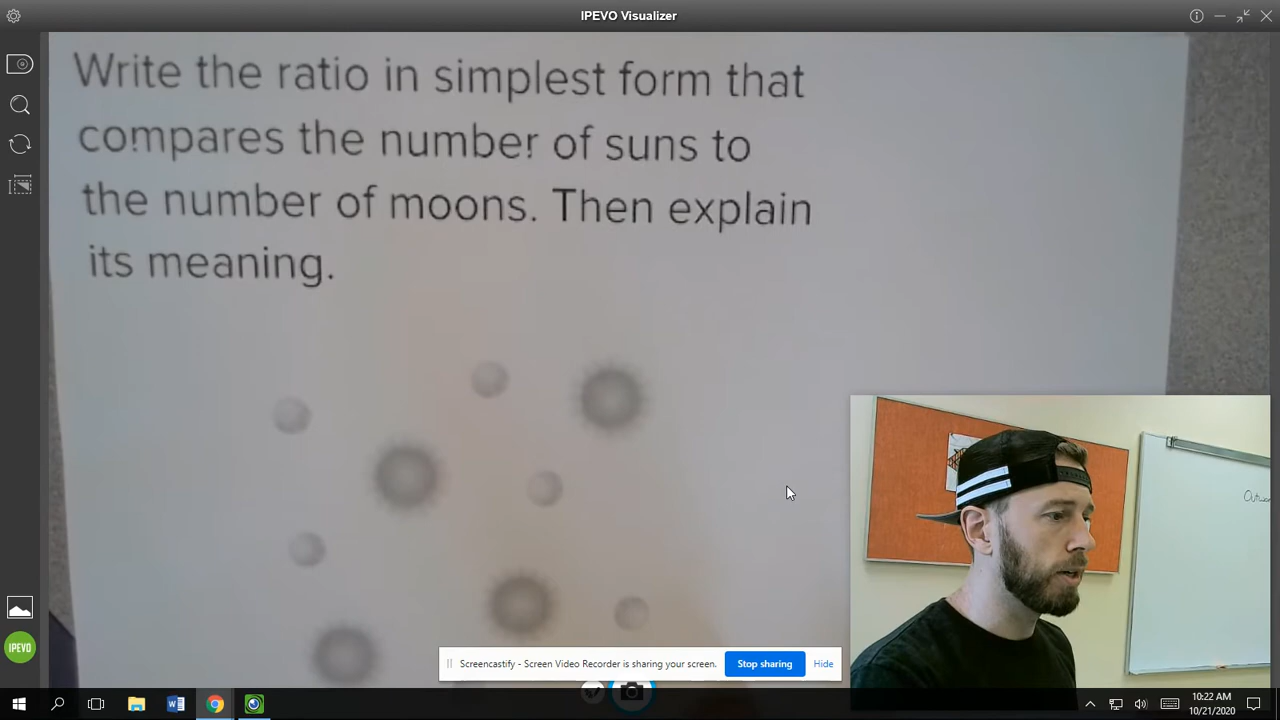 IPEVO Visualizer
Write the ratio in simplest form that
compares the number of suns to
the number of moons. Then explain
its meaning.
Screencastify - Screen Video Recorder is sharing your screen.
Stop sharing
Hide
IPEVO
10:22 AM
10/21/2020